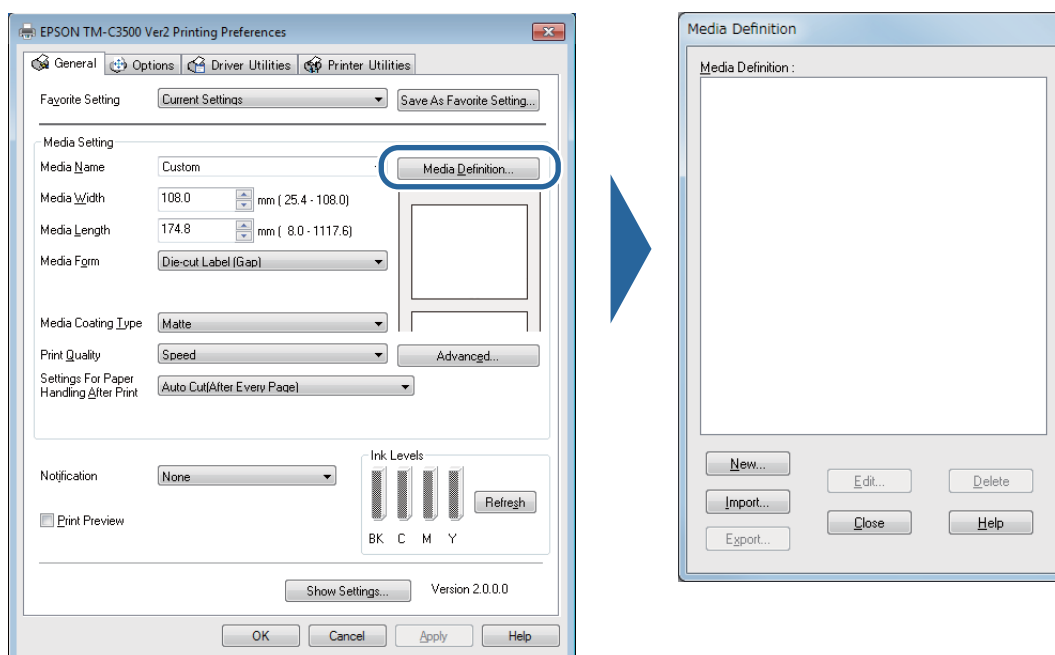 EPSON TM-C3500 Ver2 Printing Preferences
General Options Driver Utilities Printer Utilities
Favorite Setting Current Settings Save As Favorite Setting...
Media Setting
Media Name Custom Media Definition...
Media Width 108.0 mm ( 25.4 - 108.0)
Media Length 174.8 mm ( 8.0 - 1117.6)
Media Form Die-cut Label (Gap)
Media Coating Type Matte
Print Quality Speed Advanced...
Settings For Paper
Handling After Print Auto Cut(After Every Page)
Ink Levels
Notification None
Refresh
Print Preview
BK C M Y
Show Settings... Version 2.0.0.0
OK Cancel Apply Help
Media Definition
Media Definition :
New...
Edit... Delete
Import...
Close Help
Export...